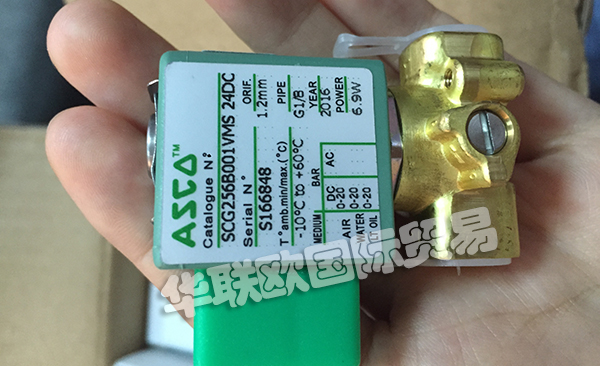 ASCO™
Catalogue N°
SCG256B001VMS 24DC
Serial N° ORIF. 1.2mm
S166848 PIPE G1/8
T°amb.min/max.(°C) YEAR 2016
-10°C to +60°C POWER 6.9W
MEDIUM BAR
DC AC
AIR 0-20
WATER 0-20
LT OIL 0-20
华联欧国际贸易